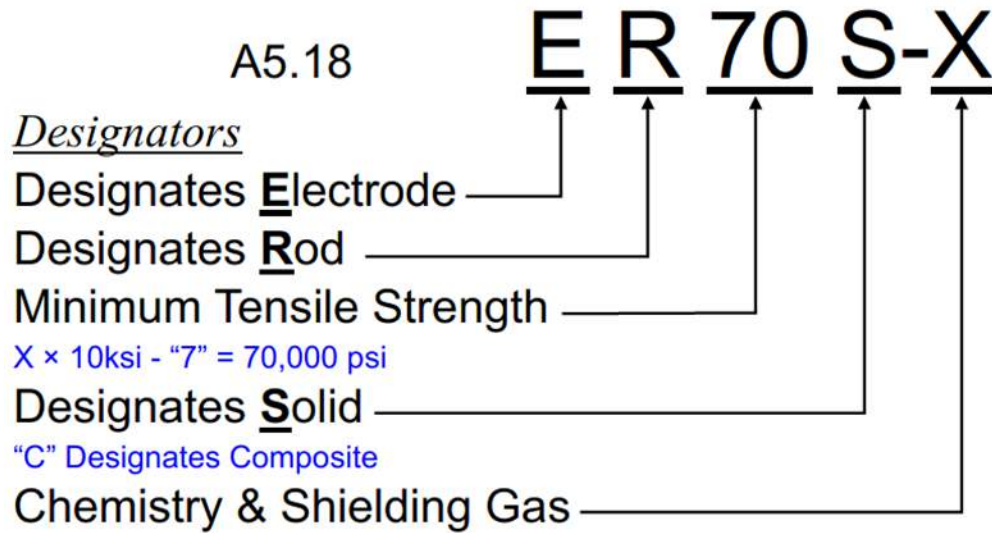 A5.18 E R 70 S-X
Designators
Designates Electrode
Designates Rod
Minimum Tensile Strength
X × 10ksi - “7” = 70,000 psi
Designates Solid
“C” Designates Composite
Chemistry & Shielding Gas